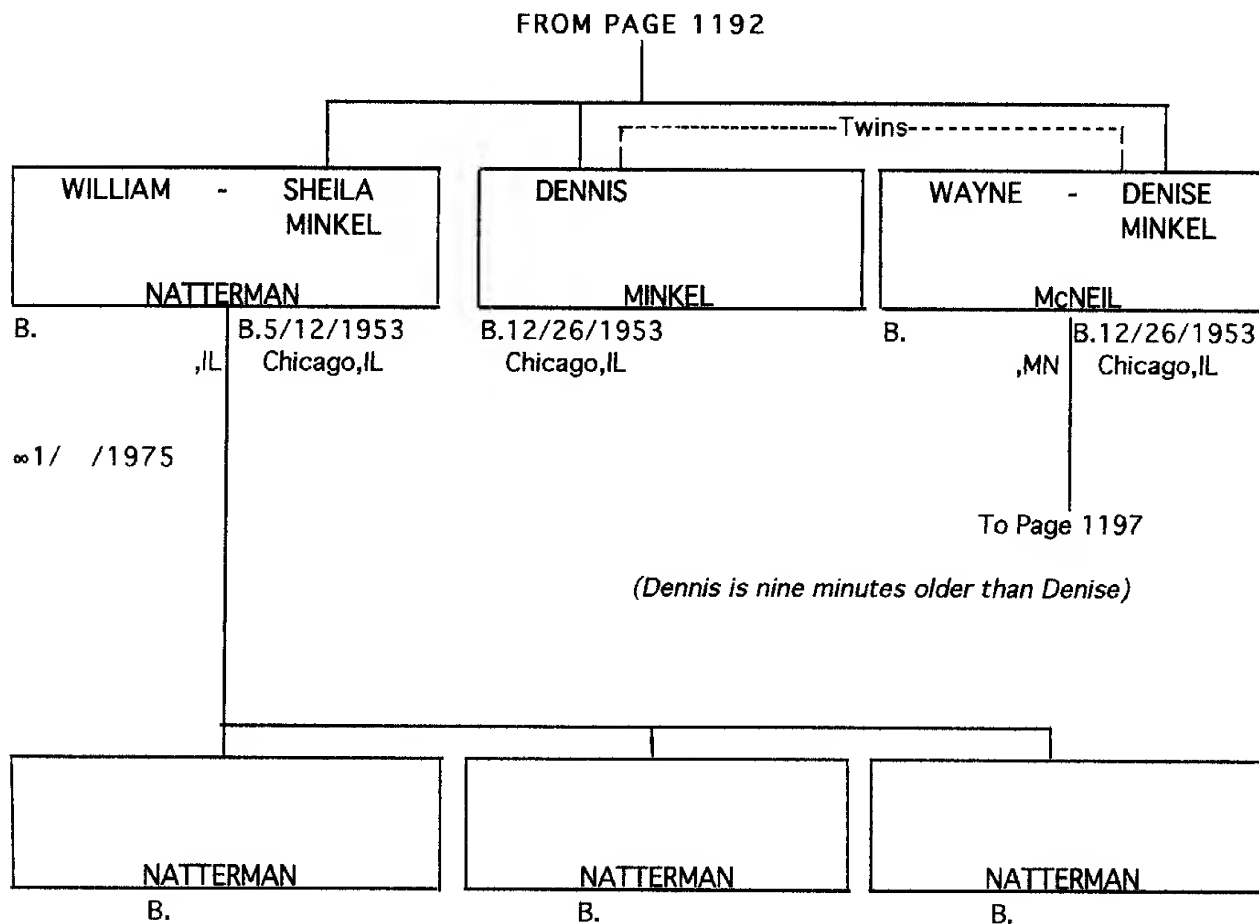 FROM PAGE 1192
Twins
WILLIAM - SHEILA
MINKEL
NATTERMAN
DENNIS
MINKEL
WAYNE - DENISE
MINKEL
McNEIL
B. B.5/12/1953
,IL Chicago,IL
B.12/26/1953
Chicago,IL
B. B.12/26/1953
,MN Chicago,IL
∞1/ /1975
To Page 1197
(Dennis is nine minutes older than Denise)
NATTERMAN
B.
NATTERMAN
B.
NATTERMAN
B.